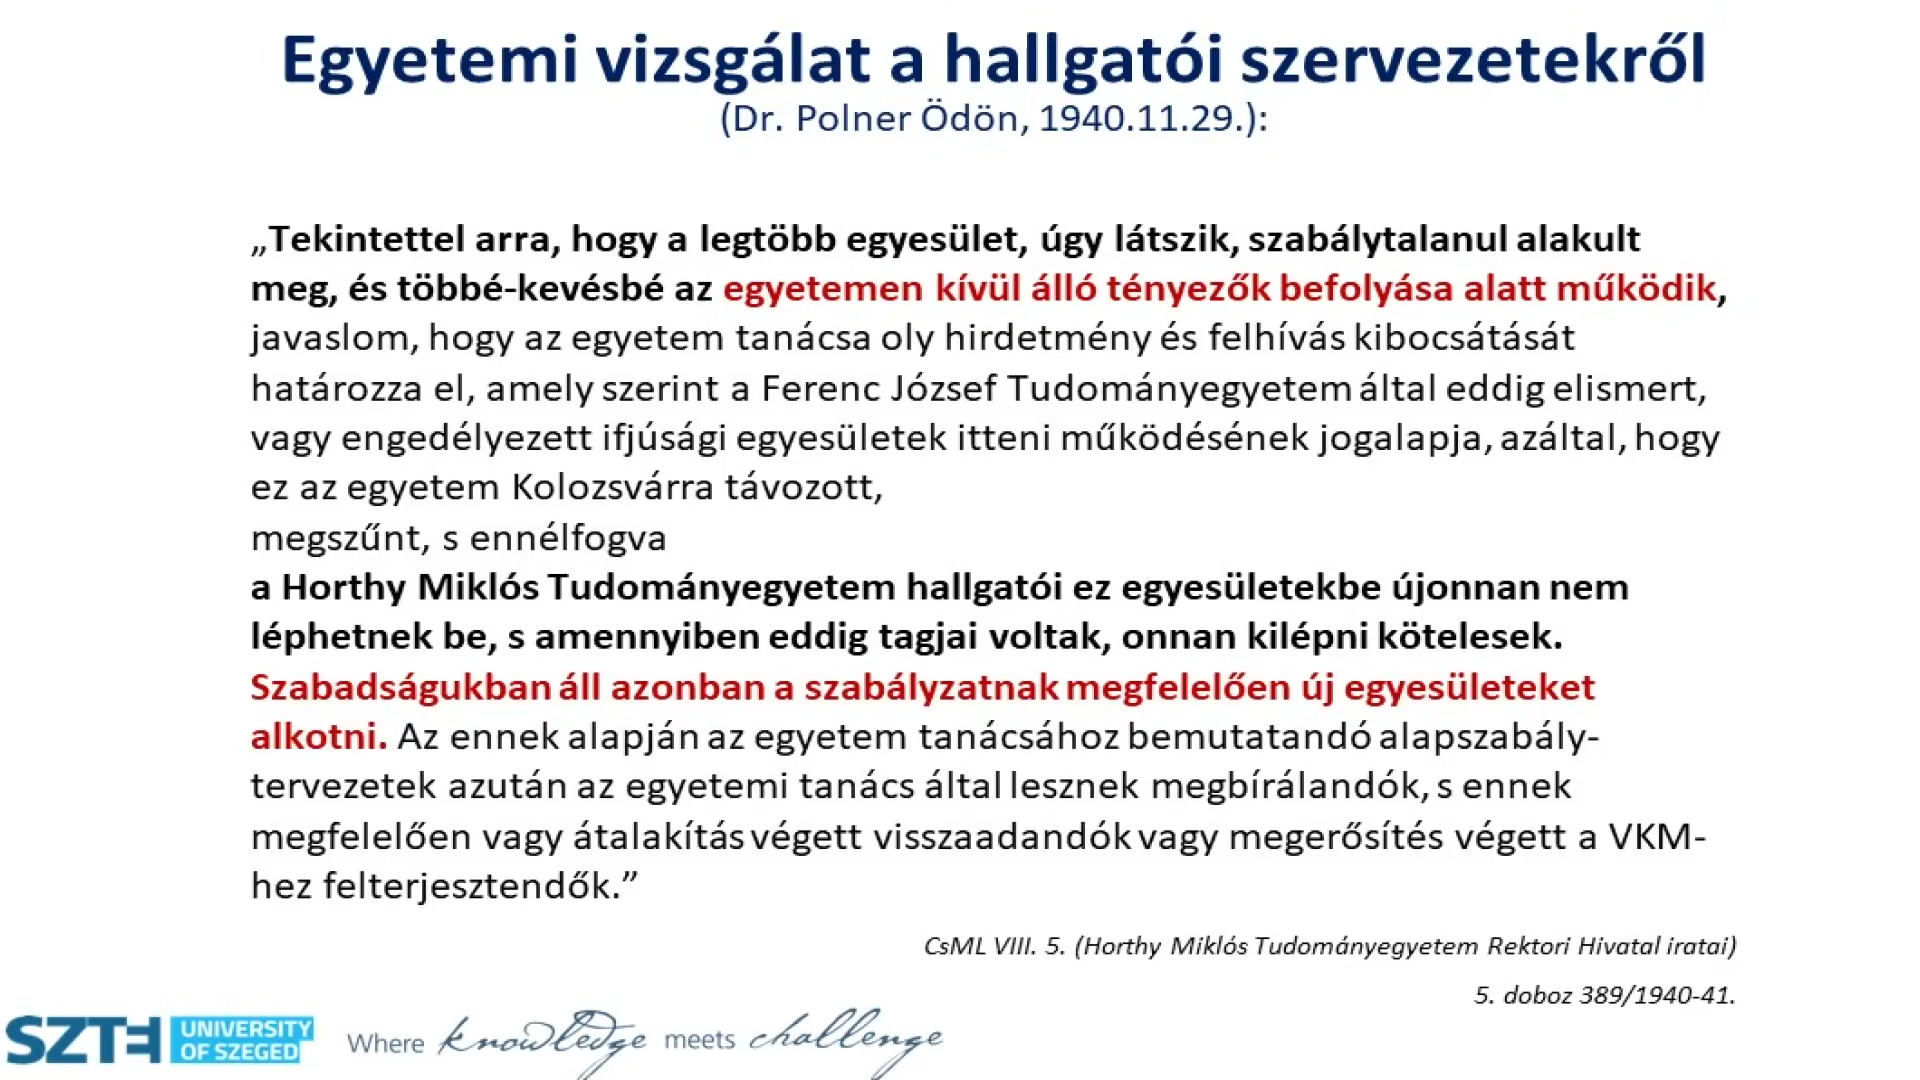 Egyetemi vizsgálat a hallgatói szervezetekről
(Dr. Polner Ödön, 1940.11.29.):
„Tekintettel arra, hogy a legtöbb egyesület, úgy látszik, szabálytalanul alakult
meg, és többé-kevésbé az egyetemen kívül álló tényezők befolyása alatt működik,
javaslom, hogy az egyetem tanácsa oly hirdetmény és felhívás kibocsátását
határozza el, amely szerint a Ferenc József Tudományegyetem által eddig elismert,
vagy engedélyezett ifjúsági egyesületek itteni működésének jogalapja, azáltal, hogy
ez az egyetem Kolozsvárra távozott,
megszűnt, s ennélfogva
a Horthy Miklós Tudományegyetem hallgatói ez egyesületekbe újonnan nem
léphetnek be, s amennyiben eddig tagjai voltak, onnan kilépni kötelesek.
Szabadságukban áll azonban a szabályzatnak megfelelően új egyesületeket
alkotni. Az ennek alapján az egyetem tanácsához bemutatandó alapszabály-
tervezetek azután az egyetemi tanács által lesznek megbírálandók, s ennek
megfelelően vagy átalakítás végett visszaadandók vagy megerősítés végett a VKM-
hez felterjesztendők.”
CsML VIII. 5. (Horthy Miklós Tudományegyetem Rektori Hivatal iratai)
5. doboz 389/1940-41.
SZTE UNIVERSITY
OF SZEGED
Where knowledge meets challenge